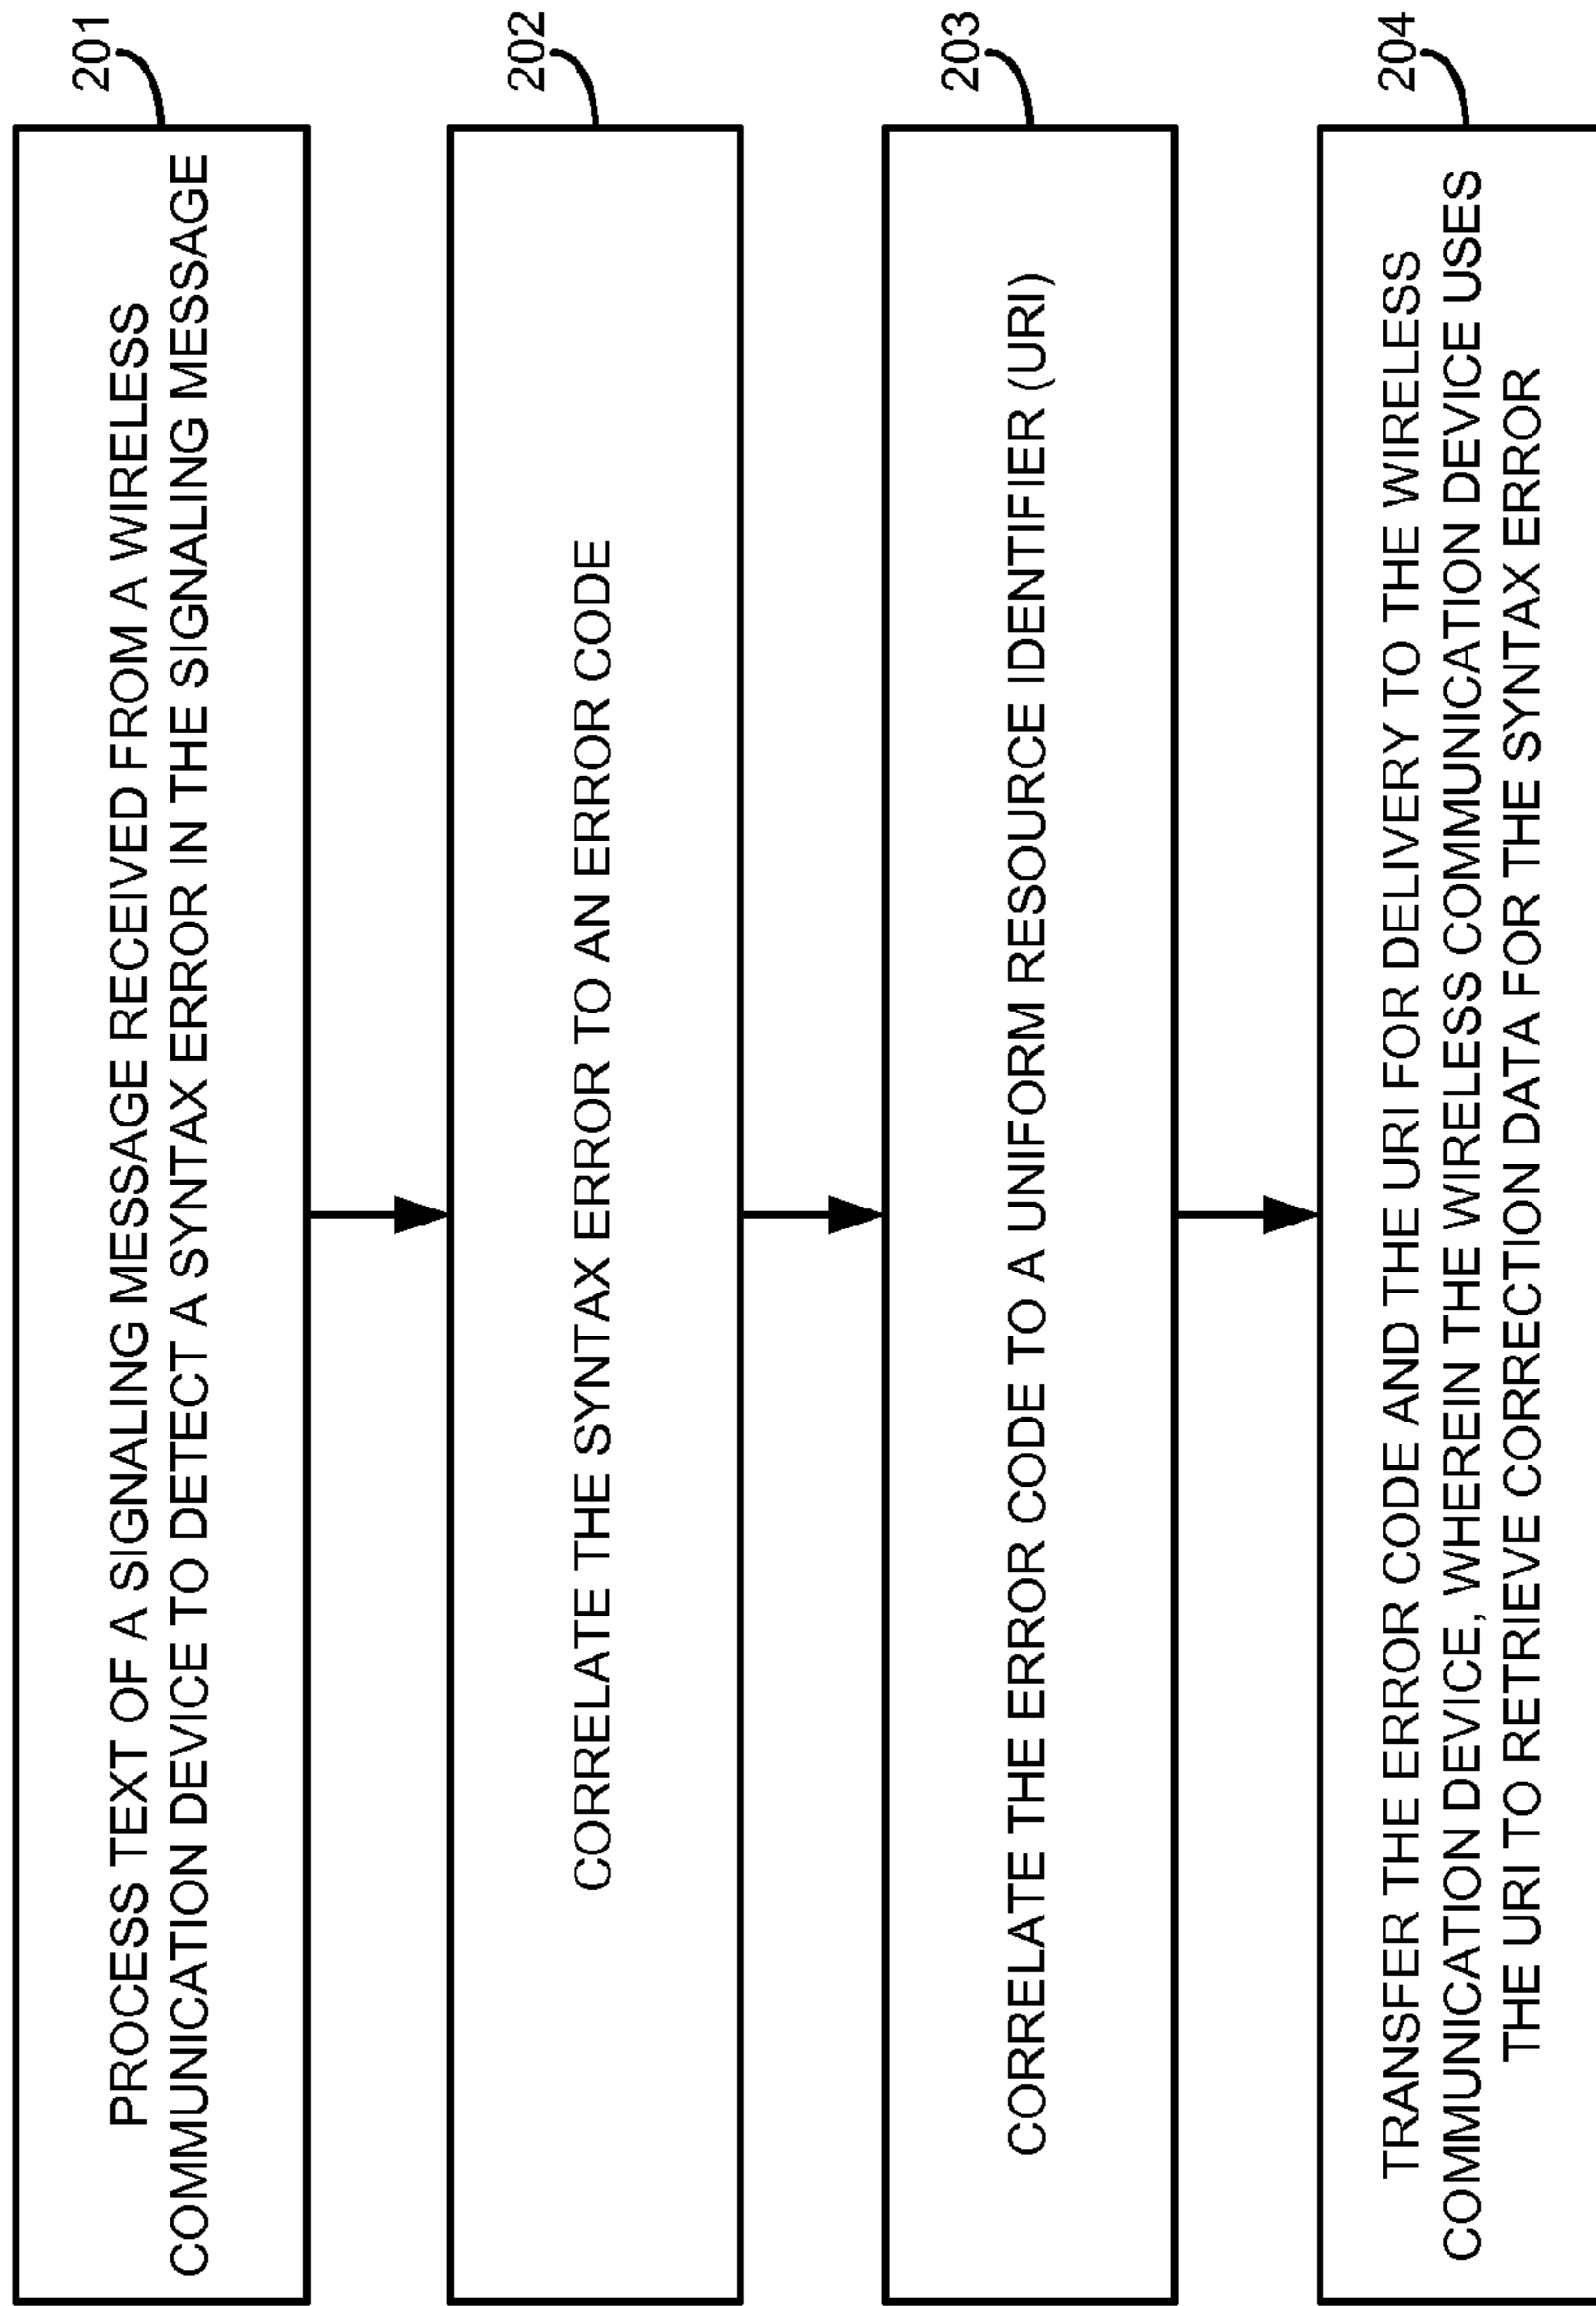 201
PROCESS TEXT OF A SIGNALING MESSAGE RECEIVED FROM A WIRELESS
COMMUNICATION DEVICE TO DETECT A SYNTAX ERROR IN THE SIGNALING MESSAGE
202
CORRELATE THE SYNTAX ERROR TO AN ERROR CODE
203
CORRELATE THE ERROR CODE TO A UNIFORM RESOURCE IDENTIFIER (URI)
204
TRANSFER THE ERROR CODE AND THE URI FOR DELIVERY TO THE WIRELESS
COMMUNICATION DEVICE, WHEREIN THE WIRELESS COMMUNICATION DEVICE USES
THE URI TO RETRIEVE CORRECTION DATA FOR THE SYNTAX ERROR